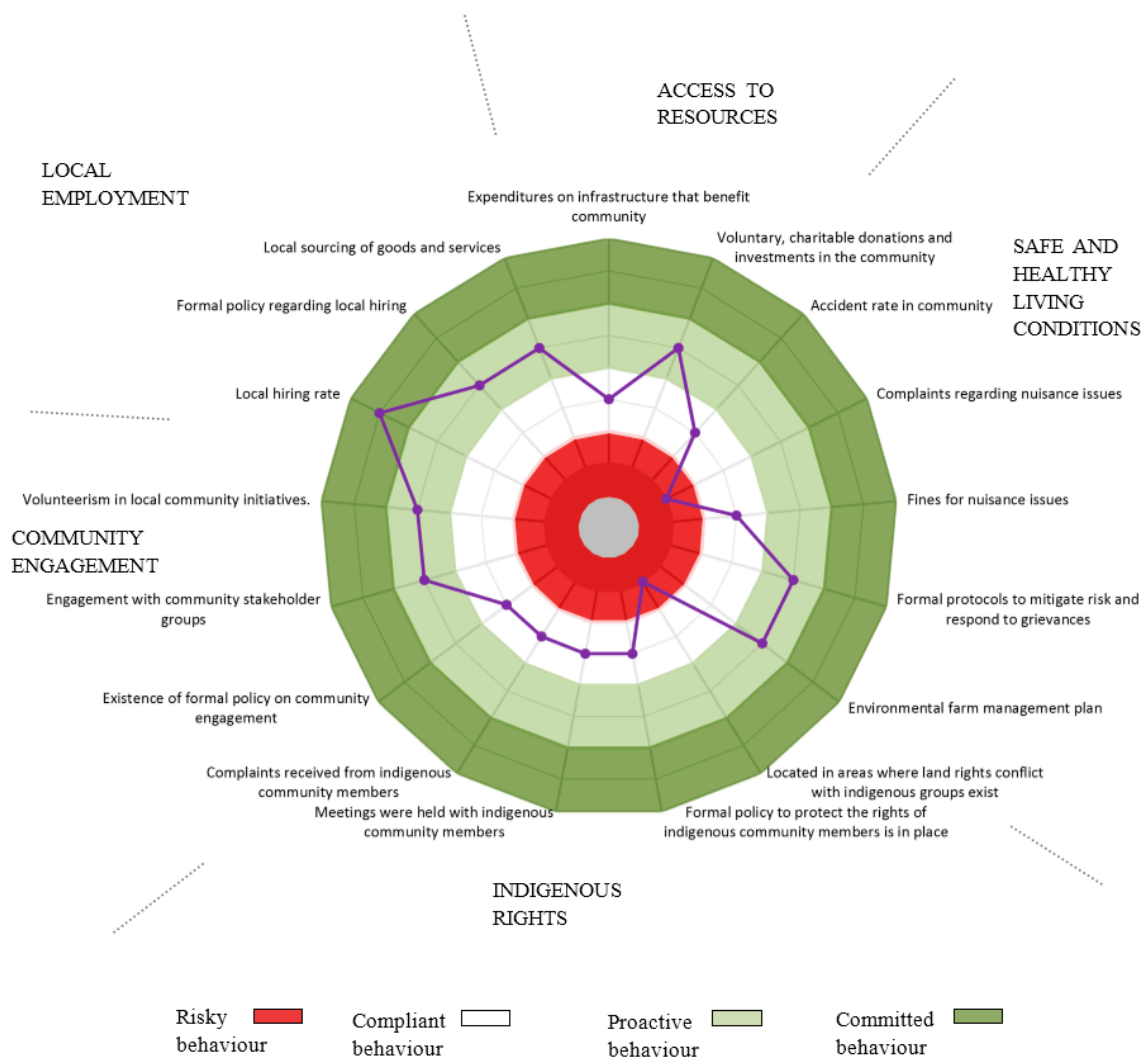 ACCESS TO
RESOURCES
LOCAL
EMPLOYMENT
Expenditures on infrastructure that benefit
community
Local sourcing of goods and services
Voluntary, charitable donations and
investments in the community
SAFE AND
HEALTHY
LIVING
CONDITIONS
Formal policy regarding local hiring
Accident rate in community
Local hiring rate
Complaints regarding nuisance issues
Volunteerism in local community initiatives.
Fines for nuisance issues
COMMUNITY
ENGAGEMENT
Engagement with community stakeholder
groups
Formal protocols to mitigate risk and
respond to grievances
Existence of formal policy on community
engagement
Environmental farm management plan
Complaints received from indigenous
community members
Located in areas where land rights conflict
with indigenous groups exist
Meetings were held with indigenous
community members
Formal policy to protect the rights of
indigenous community members is in place
INDIGENOUS
RIGHTS
Risky
behaviour
Compliant
behaviour
Proactive
behaviour
Committed
behaviour